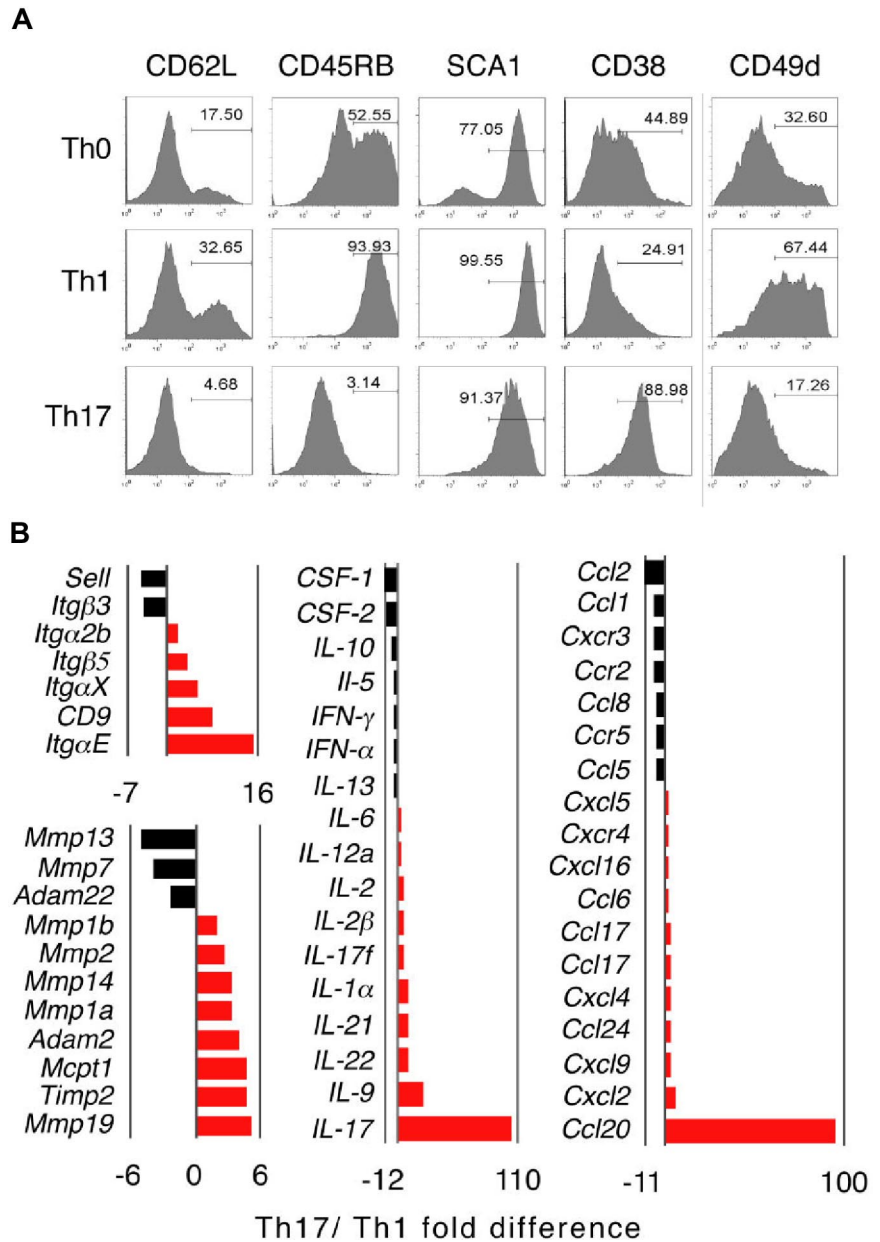 A
CD62L CD45RB SCA1 CD38 CD49d
Th0 17.50 52.55 77.05 44.89 32.60
Th1 32.65 93.93 99.55 24.91 67.44
Th17 4.68 3.14 91.37 88.98 17.26
B
Sell
Itgβ3
Itgα2b
Itgβ5
ItgαX
CD9
ItgαE
-7 16
Mmp13
Mmp7
Adam22
Mmp1b
Mmp2
Mmp14
Mmp1a
Adam2
Mcpt1
Timp2
Mmp19
-6 0 6
CSF-1
CSF-2
IL-10
Il-5
IFN-γ
IFN-α
IL-13
IL-6
IL-12a
IL-2
IL-2β
IL-17f
IL-1α
IL-21
IL-22
IL-9
IL-17
-12 110
Ccl2
Ccl1
Cxcr3
Ccr2
Ccl8
Ccr5
Ccl5
Cxcl5
Cxcr4
Cxcl16
Ccl6
Ccl17
Ccl17
Cxcl4
Ccl24
Cxcl9
Cxcl2
Ccl20
-11 100
Th17/ Th1 fold difference